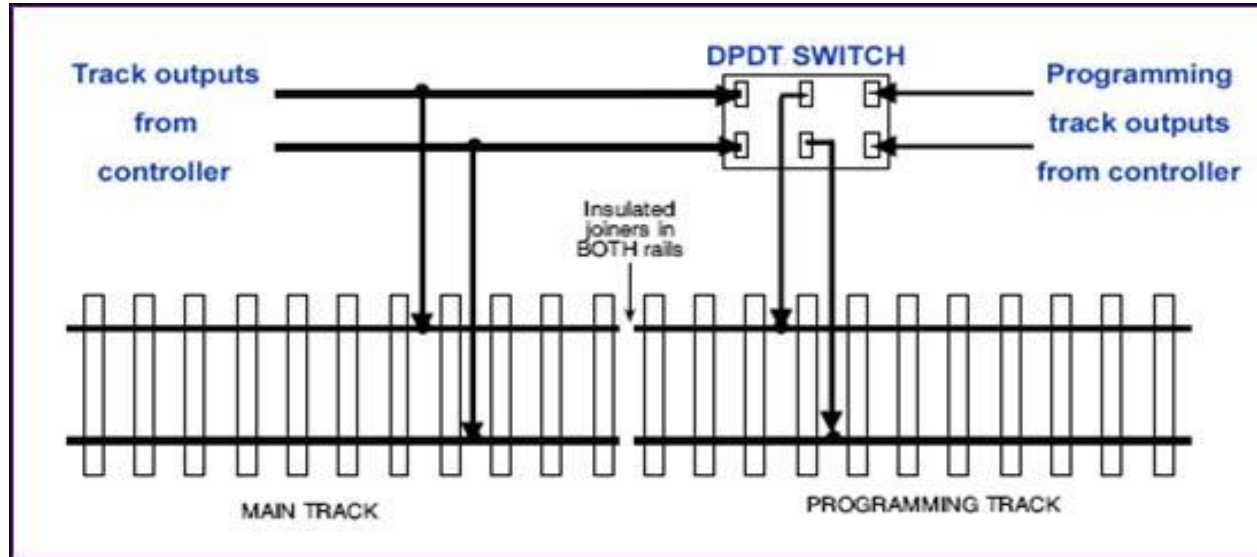 DPDT SWITCH
Track outputs
from
controller
Programming
track outputs
from controller
Insulated
joiners in
BOTH rails
MAIN TRACK
PROGRAMMING TRACK